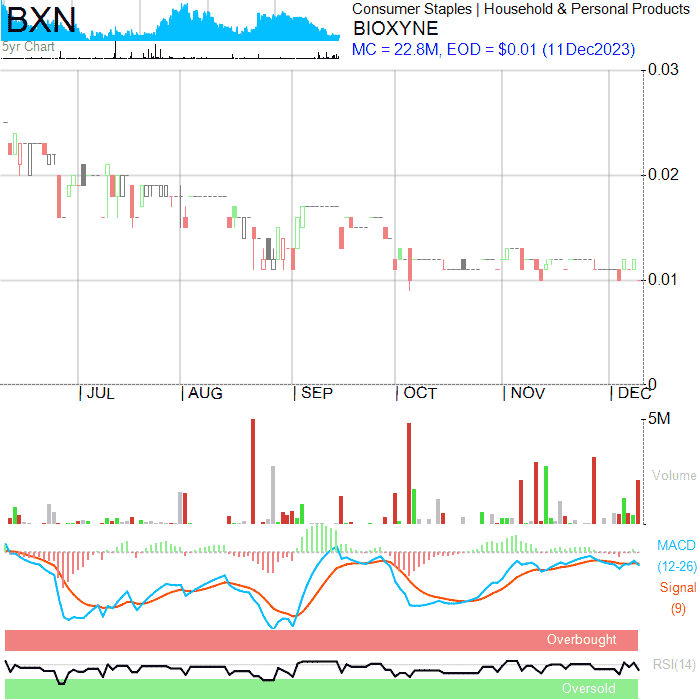 BXN
5yr Chart
Consumer Staples | Household & Personal Products
BIOXYNE
MC = 22.8M, EOD = $0.01 (11Dec2023)
0.03
0.02
0.01
0
| JUL | AUG | SEP | OCT | NOV | DEC
5M
Volume
MACD
(12-26)
Signal
(9)
Overbought
RSI(14)
Oversold